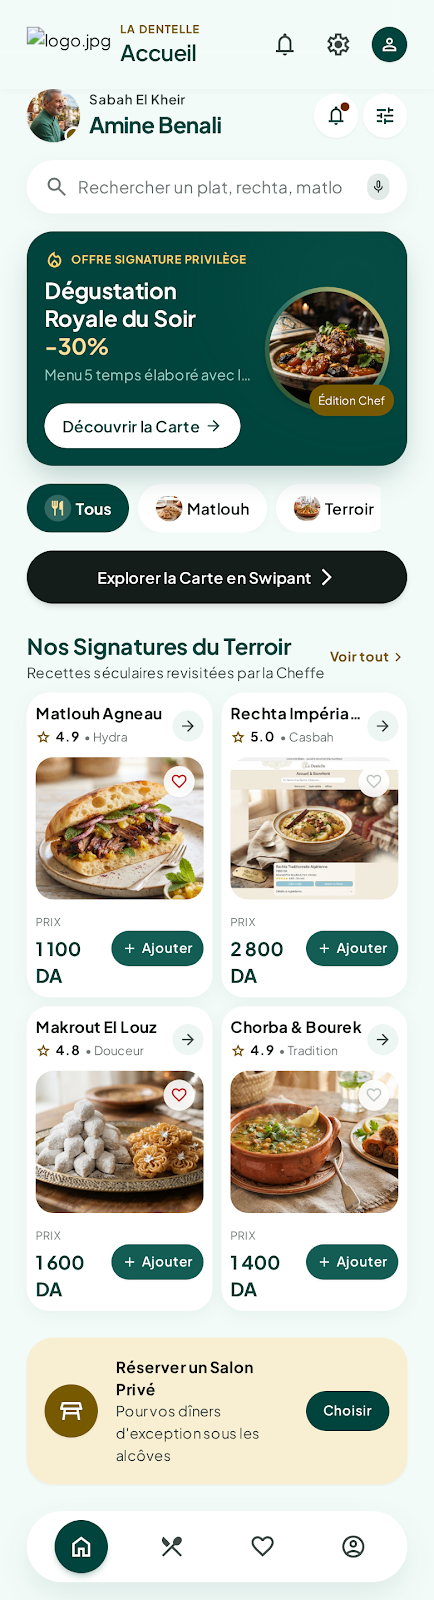 logo.jpg
LA DENTELLE
Accueil
Sabah El Kheir
Amine Benali
Rechercher un plat, rechta, matlo
OFFRE SIGNATURE PRIVILÈGE
Dégustation
Royale du Soir
-30%
Menu 5 temps élaboré avec l...
Édition Chef
Découvrir la Carte
Tous
Matlouh
Terroir
Explorer la Carte en Swipant
Nos Signatures du Terroir
Voir tout
Recettes séculaires revisitées par la Cheffe
Matlouh Agneau
4.9 • Hydra
PRIX
1 100
DA
+ Ajouter
Rechta Impéria...
5.0 • Casbah
PRIX
2 800
DA
+ Ajouter
Makrout El Louz
4.8 • Douceur
PRIX
1 600
DA
+ Ajouter
Chorba & Bourek
4.9 • Tradition
PRIX
1 400
DA
+ Ajouter
Réserver un Salon
Privé
Pour vos dîners
d'exception sous les
alcôves
Choisir